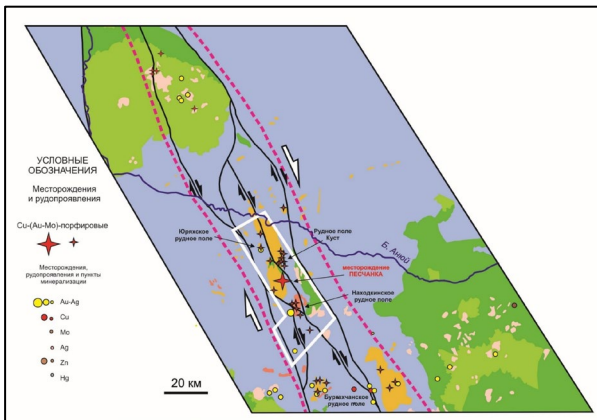 УСЛОВНЫЕ
ОБОЗНАЧЕНИЯ
Месторождения
и рудопроявления
Cu-(Au-Mo)-порфировые
Месторождения,
рудопроявления и пункты
минерализации
Au-Ag
Cu
Mo
Ag
Zn
Hg
20 км
Юряхское
рудное поле
Рудное поле
Куст
Б. Анюй
месторождение
ПЕСЧАНКА
Находкинское
рудное поле
Бургахчанское
рудное поле